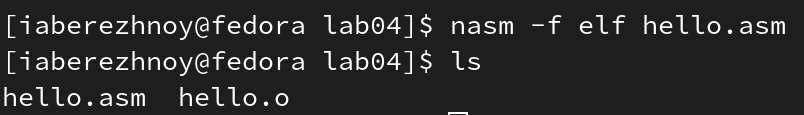 [iaberezhnoy@fedora lab04]$ nasm -f elf hello.asm
[iaberezhnoy@fedora lab04]$ ls
hello.asm  hello.o